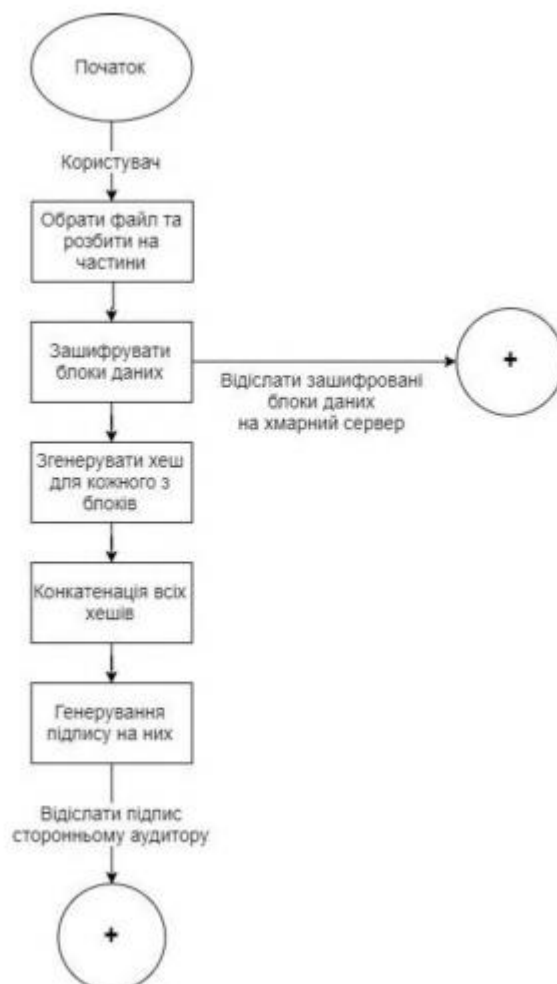 Початок
Користувач
Обрати файл та
розбити на
частини
Зашифрувати
блоки даних
+
Відіслати зашифровані
блоки даних
на хмарний сервер
Згенерувати хеш
для кожного з
блоків
Конкатенація всіх
хешів
Генерування
підпису на них
Відіслати підпис
сторонньому аудитору
+